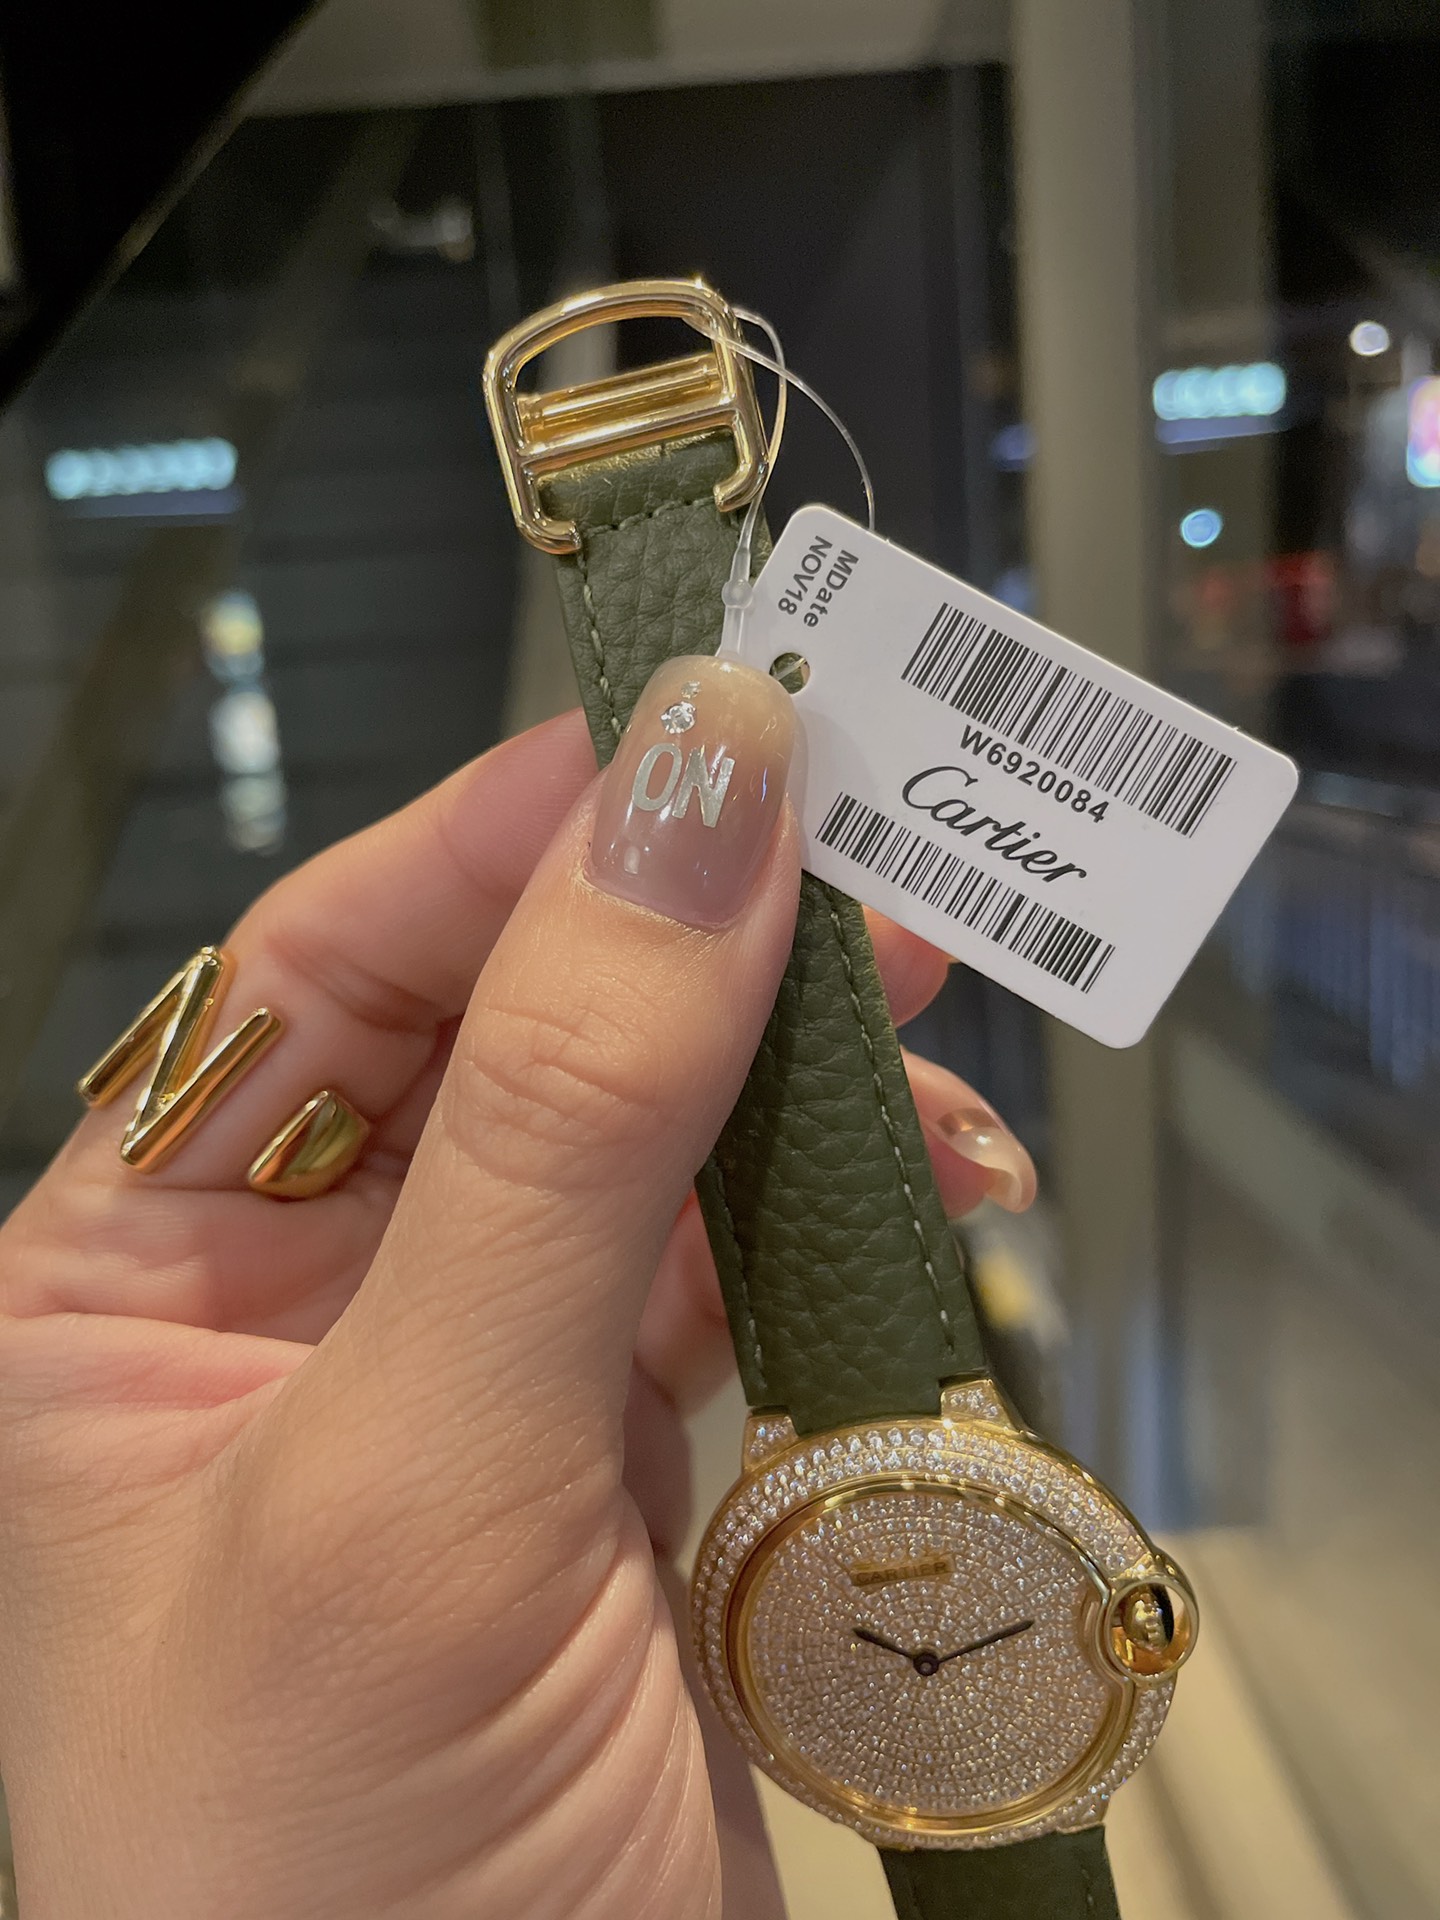 MDate
NOV18
W6920084
Cartier
ON
CARTIER